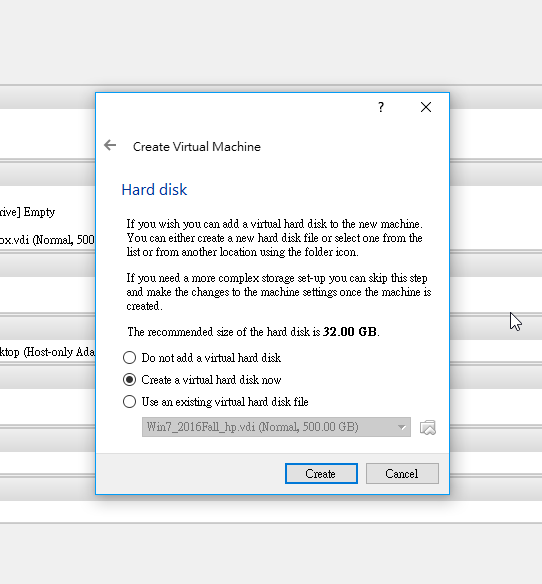 ?
Create Virtual Machine
Hard disk
rive] Empty
ox.vdi (Normal, 500
If you wish you can add a virtual hard disk to the new machine.
You can either create a new hard disk file or select one from the
list or from another location using the folder icon.
If you need a more complex storage set-up you can skip this step
and make the changes to the machine settings once the machine is
created.
The recommended size of the hard disk is 32.00 GB.
ktop (Host-only Ada
Do not add a virtual hard disk
Create a virtual hard disk now
Use an existing virtual hard disk file
Win7_2016Fall_hp.vdi (Normal, 500.00 GB)
Create
Cancel